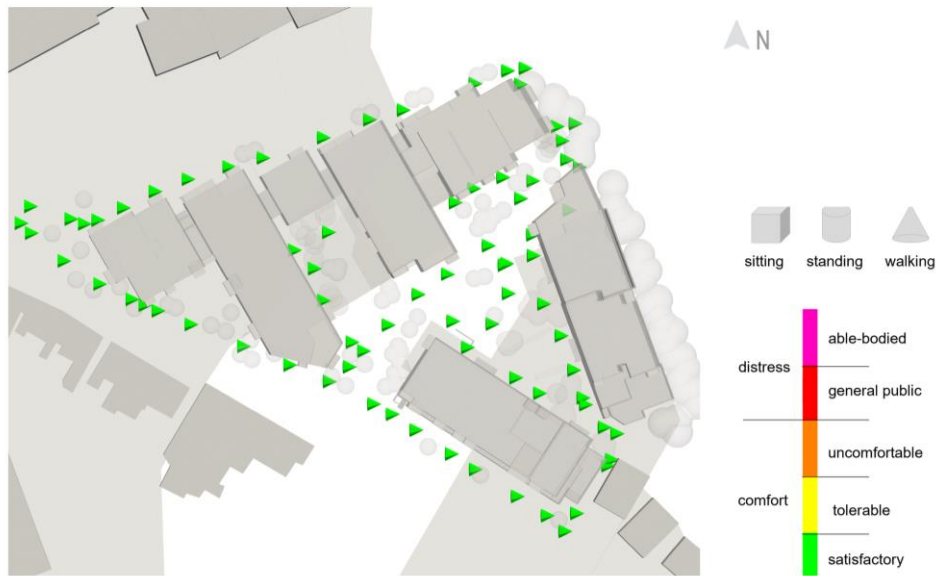 N
sitting standing walking
able-bodied
distress
general public
uncomfortable
comfort
tolerable
satisfactory